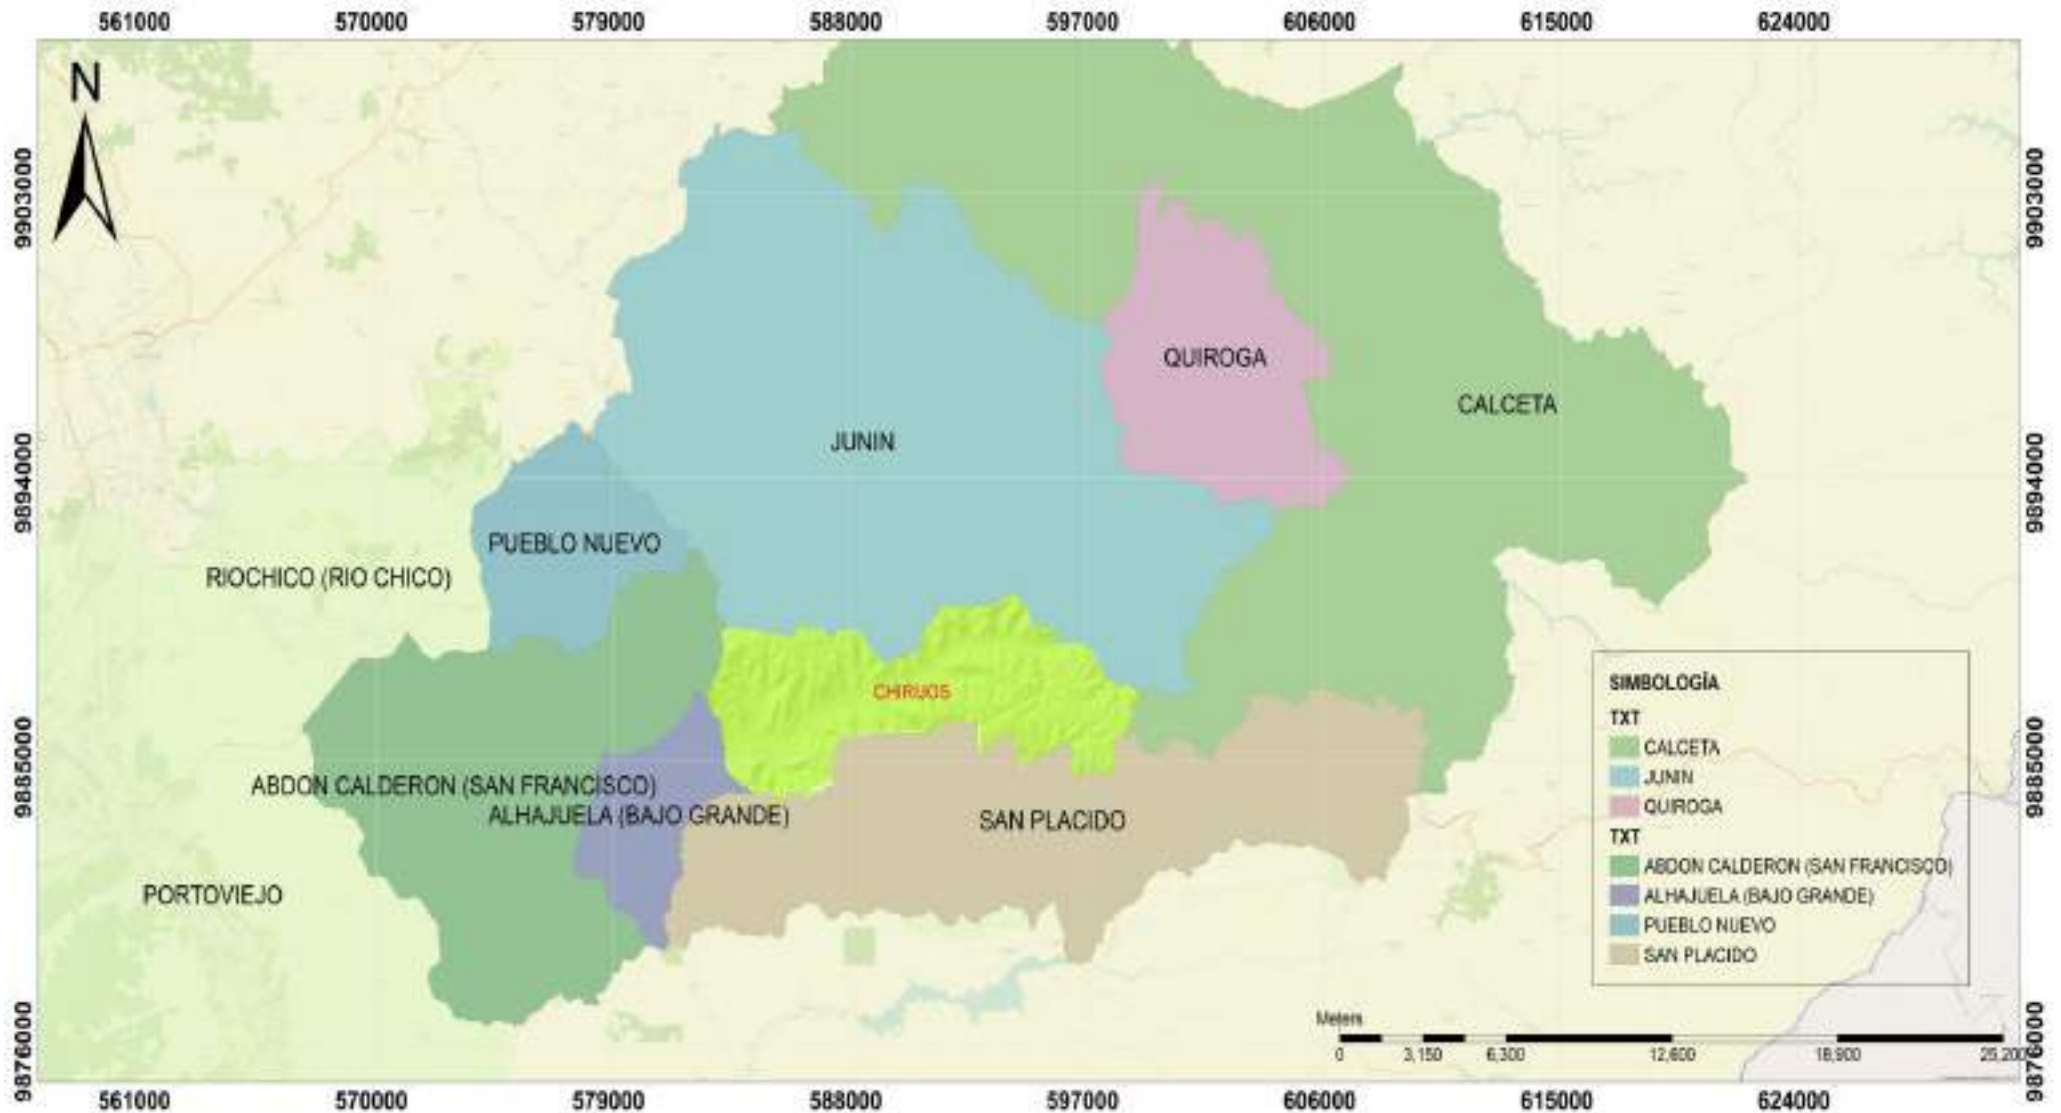 561000 570000 579000 588000 597000 606000 615000 624000
N
9903000
9903000
QUIROGA
CALCETA
JUNIN
9894000
9894000
PUEBLO NUEVO
RIOCHICO (RIO CHICO)
CHIRIJOS
9885000
9885000
ABDON CALDERON (SAN FRANCISCO)
ALHAJUELA (BAJO GRANDE)
SAN PLACIDO
PORTOVIEJO
SIMBOLOGÍA
TXT
CALCETA
JUNIN
QUIROGA
TXT
ABDON CALDERON (SAN FRANCISCO)
ALHAJUELA (BAJO GRANDE)
PUEBLO NUEVO
SAN PLACIDO
Meters
0 3,150 6,300 12,600 18,900 25,200
9876000
9876000
561000 570000 579000 588000 597000 606000 615000 624000